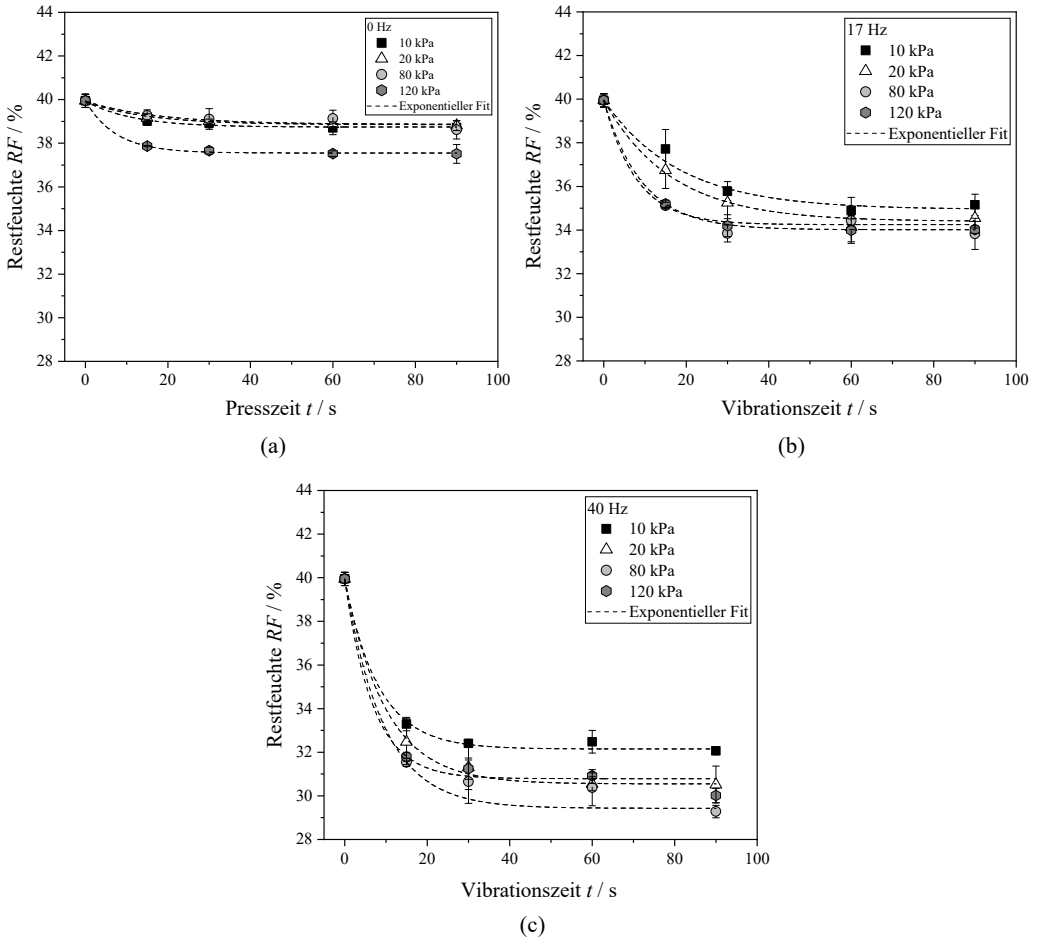 44
42
40
38
36
34
32
30
28
0 20 40 60 80 100
Restfeuchte RF / %
Presszeit t / s
0 Hz
10 kPa
20 kPa
80 kPa
120 kPa
Exponentieller Fit
(a)
44
42
40
38
36
34
32
30
28
0 20 40 60 80 100
Restfeuchte RF / %
Vibrationszeit t / s
17 Hz
10 kPa
20 kPa
80 kPa
120 kPa
Exponentieller Fit
(b)
44
42
40
38
36
34
32
30
28
0 20 40 60 80 100
Restfeuchte RF / %
Vibrationszeit t / s
40 Hz
10 kPa
20 kPa
80 kPa
120 kPa
Exponentieller Fit
(c)